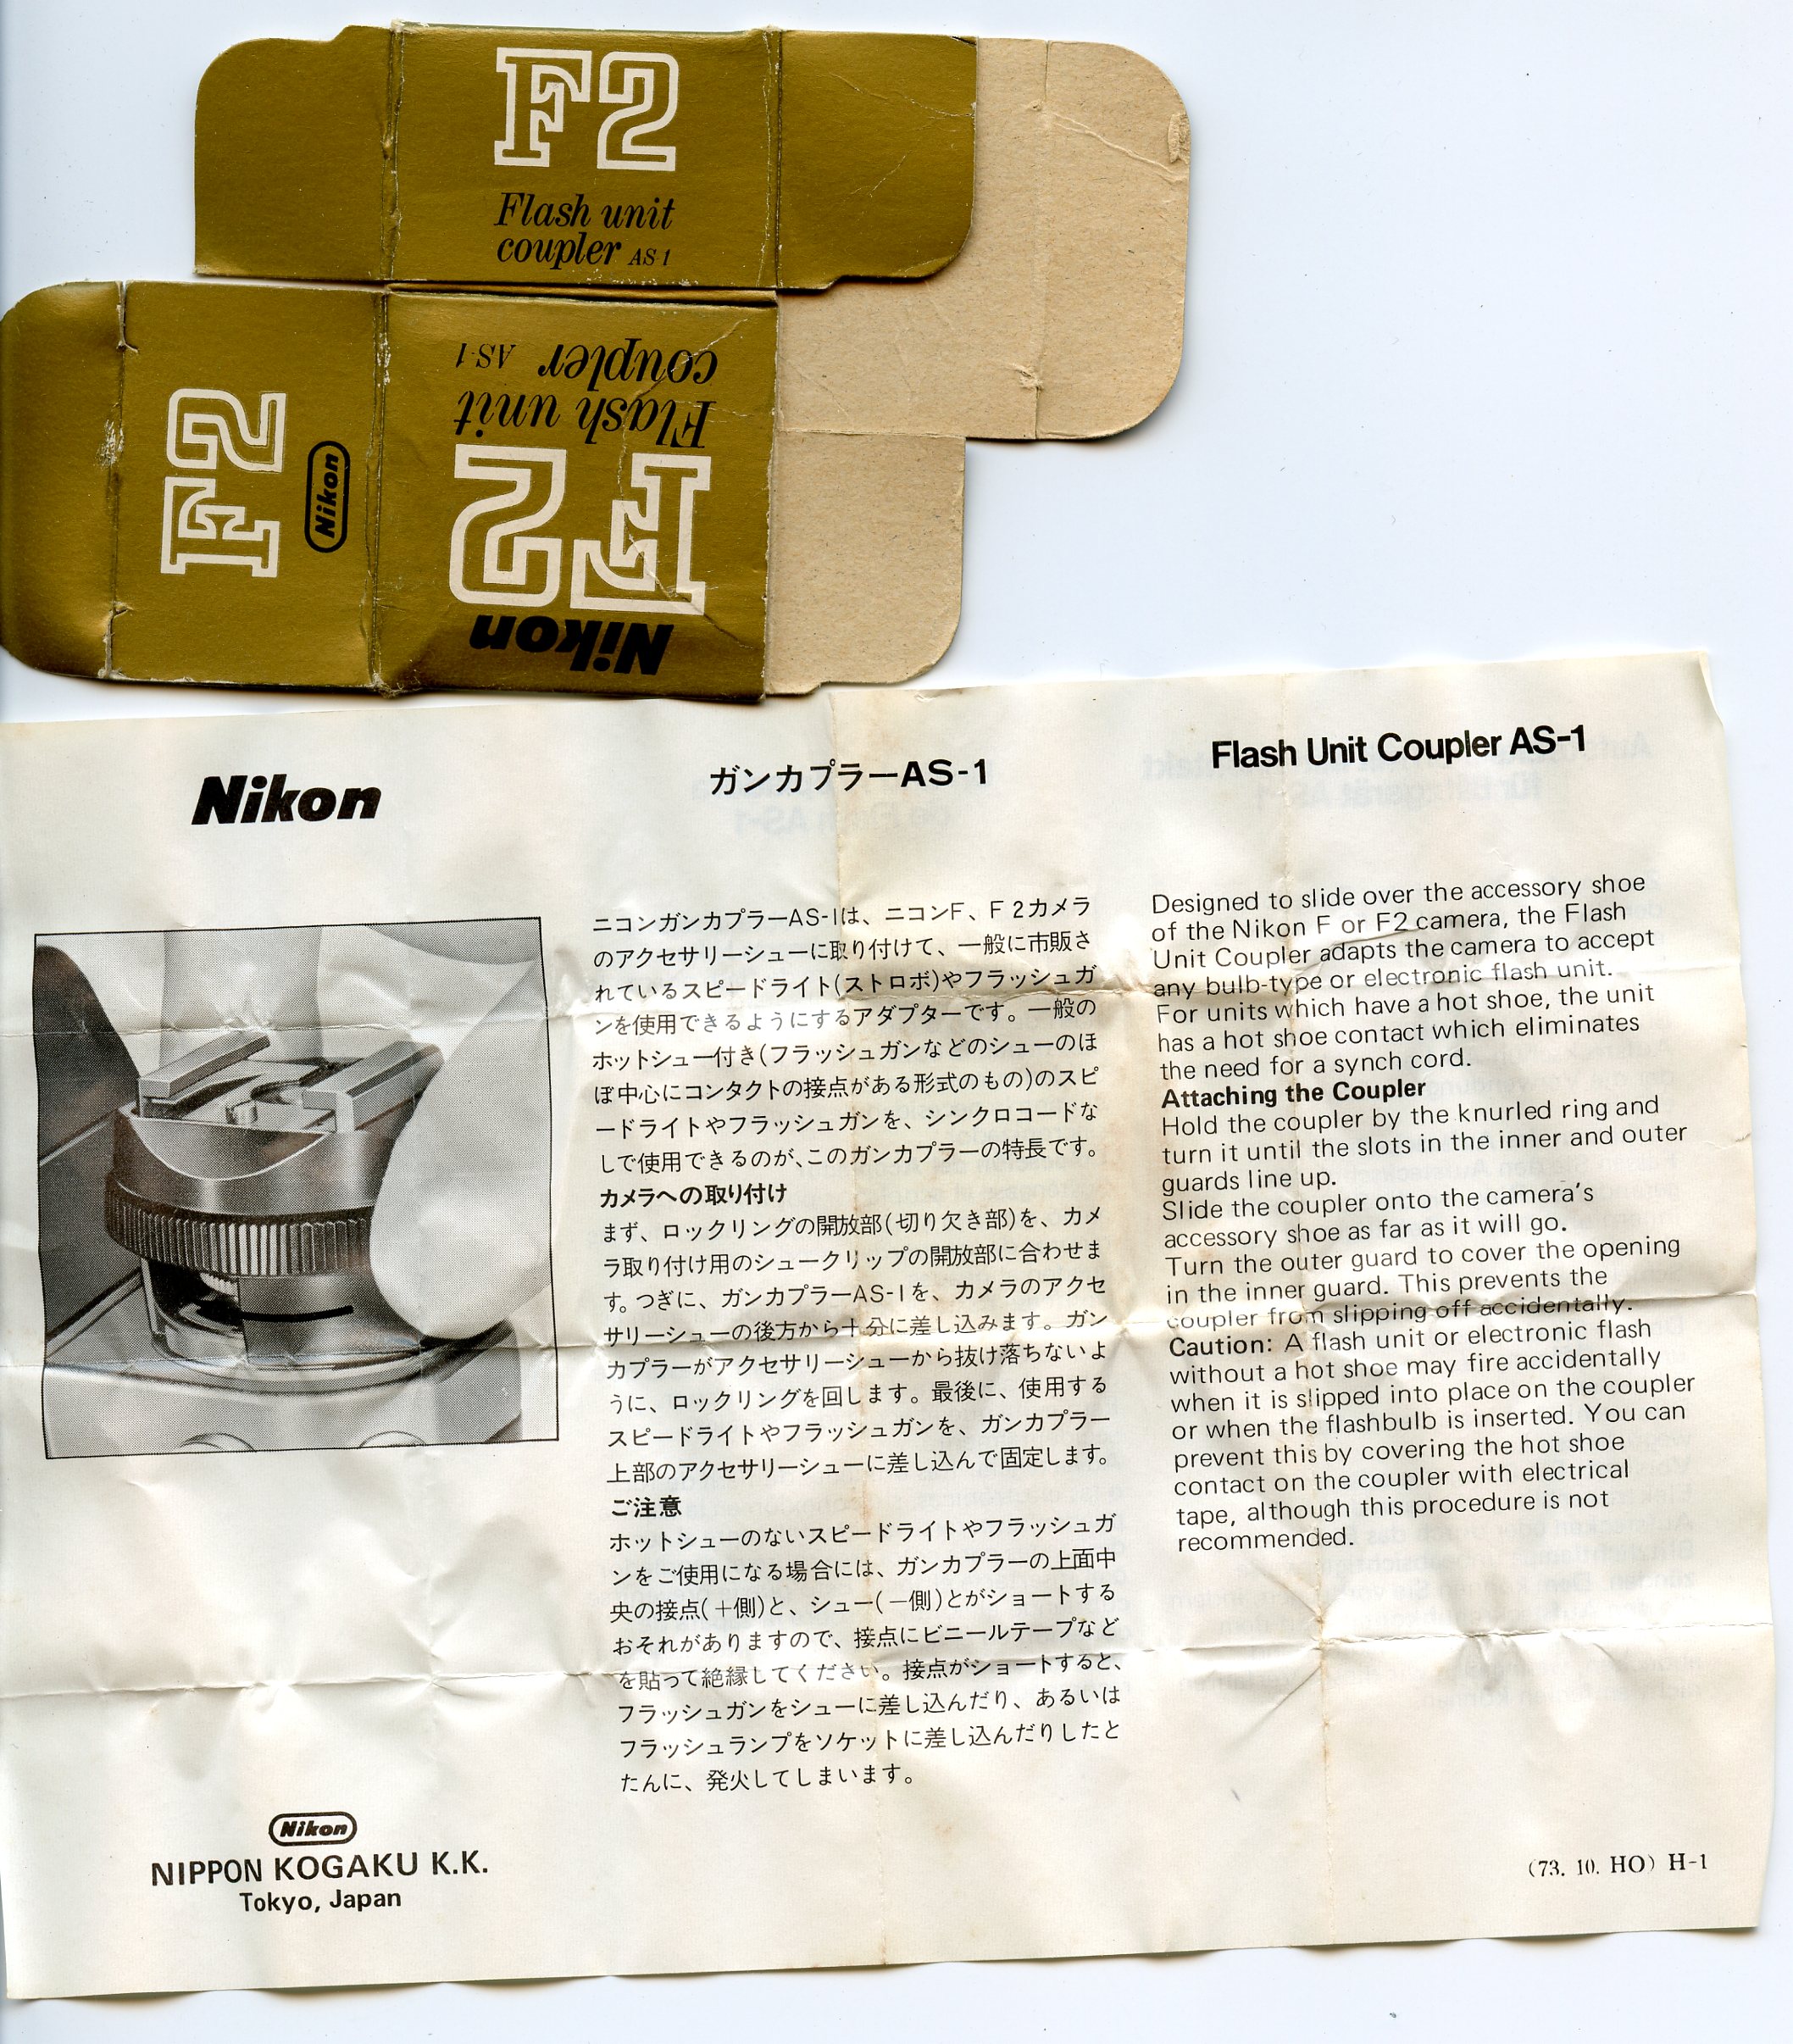 F2
Flash unit
coupler AS-1
F2
Nikon
Nikon
F2
Flash unit
coupler AS-1
Nikon
NIPPON KOGAKU K.K.
Tokyo, Japan
Nikon
ガンカプラーAS-1
ニコンガンカプラーAS-1は、ニコンF、F2カメラ
のアクセサリーシューに取り付けて、一般に市販さ
れているスピードライト(ストロボ)やフラッシュガ
ンを使用できるようにするアダプターです。一般の
ホットシュー付き(フラッシュガンなどのシューのほ
ぼ中心にコンタクトの接点がある形式のもの)のスピ
ードライトやフラッシュガンを、シンクロコードな
しで使用できるのが、このガンカプラーの特長です。
カメラへの取り付け
まず、ロックリングの開放部(切り欠き部)を、カメ
ラ取り付け用のシュークリップの開放部に合わせま
す。つぎに、ガンカプラーAS-1を、カメラのアクセ
サリーシューの後方から十分に差し込みます。ガン
カプラーがアクセサリーシューから抜け落ちないよ
うに、ロックリングを回します。最後に、使用する
スピードライトやフラッシュガンを、ガンカプラー
上部のアクセサリーシューに差し込んで固定します。
ご注意
ホットシューのないスピードライトやフラッシュガ
ンをご使用になる場合には、ガンカプラーの上面中
央の接点(+側)と、シュー(-側)とがショートする
おそれがありますので、接点にビニールテープなど
を貼って絶縁してください。接点がショートすると、
フラッシュガンをシューに差し込んだり、あるいは
フラッシュランプをソケットに差し込んだりしたと
たんに、発火してしまいます。
Flash Unit Coupler AS-1
Designed to slide over the accessory shoe
of the Nikon F or F2 camera, the Flash
Unit Coupler adapts the camera to accept
any bulb-type or electronic flash unit.
For units which have a hot shoe, the unit
has a hot shoe contact which eliminates
the need for a synch cord.
Attaching the Coupler
Hold the coupler by the knurled ring and
turn it until the slots in the inner and outer
guards line up.
Slide the coupler onto the camera's
accessory shoe as far as it will go.
Turn the outer guard to cover the opening
in the inner guard. This prevents the
coupler from slipping off accidentally.
Caution: A flash unit or electronic flash
without a hot shoe may fire accidentally
when it is slipped into place on the coupler
or when the flashbulb is inserted. You can
prevent this by covering the hot shoe
contact on the coupler with electrical
tape, although this procedure is not
recommended.
(73. 10. HO) H-1